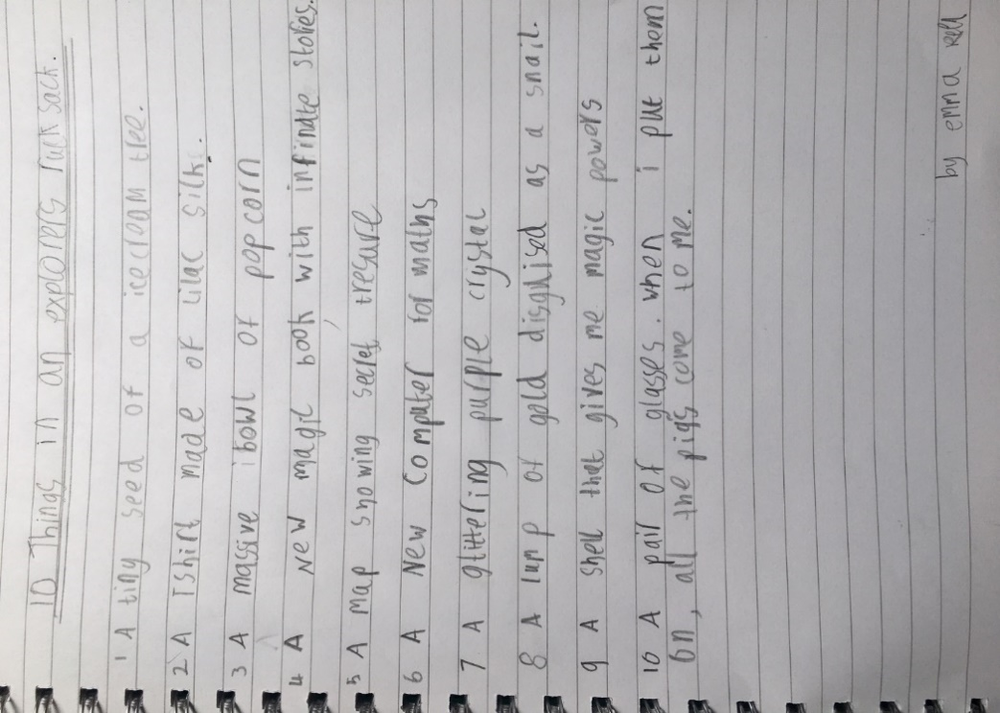 10 Things in an explorers ruck sack.
1 A tiny seed of a icecream tree.
2 A Tshirt made of lilac silk.
3 A massive bowl of popcorn
4 A New magic book with infinate stories.
5 A map showing secret tresure
6 A New Computer for maths
7 A glittering purple crystal
8 A lump of gold disguised as a snail.
9 A shell that gives me magic powers
10 A pair of glasses. when i put them
on, all the pigs come to me.
by emma